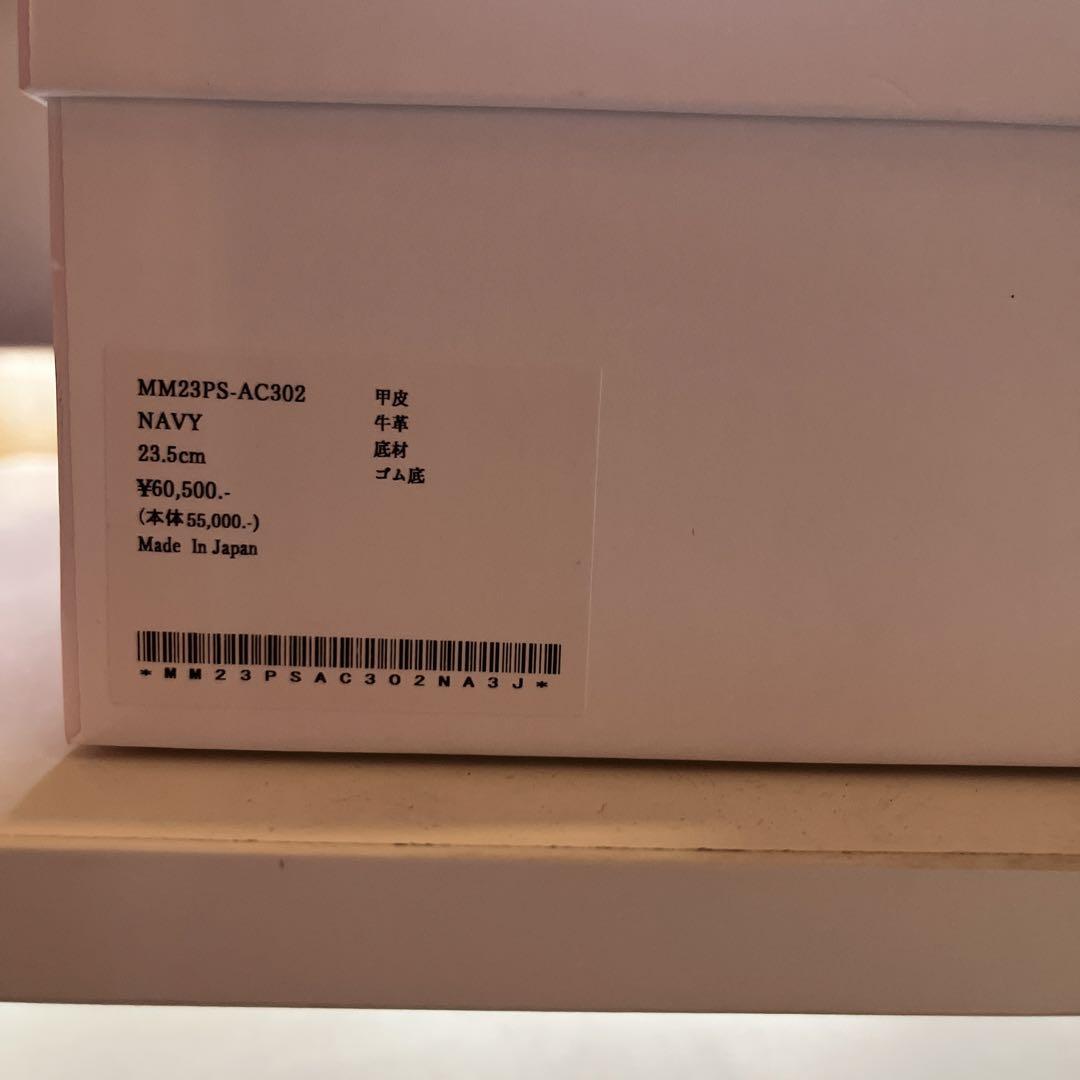 MM23PS-AC302
NAVY
23.5cm
¥60,500.-
(本体55,000.-)
Made In Japan
甲皮
牛革
底材
ゴム底
*MM23PSAC302NA3J*